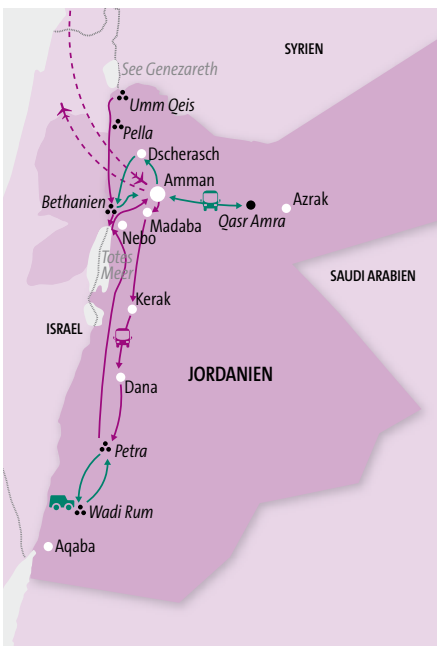 SYRIEN
See Genezareth
Umm Qeis
Pella
Dscherasch
Amman
Bethanien
Azrak
Qasr Amra
Madaba
Nebo
Totes
Meer
SAUDI ARABIEN
Kerak
ISRAEL
JORDANIEN
Dana
Petra
Wadi Rum
Aqaba